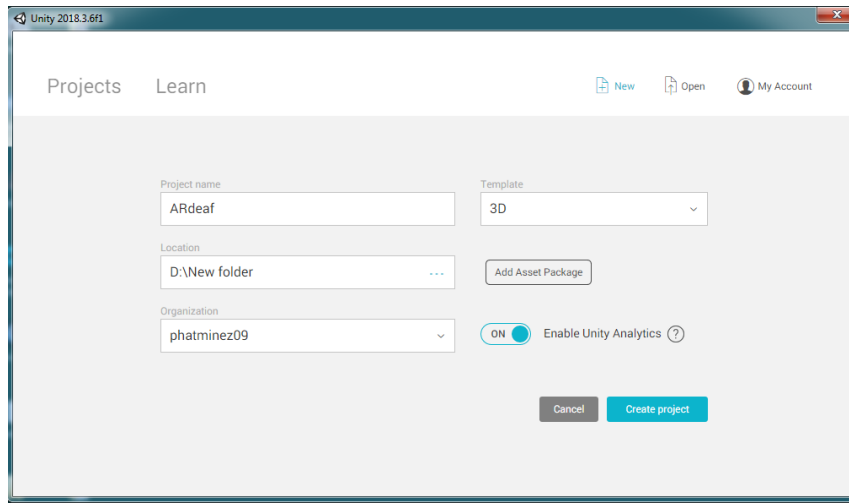 Unity 2018.3.6f1
Projects Learn New Open My Account
Project name Template
ARdeaf 3D
Location
D:\New folder ... Add Asset Package
Organization
phatminez09 ON Enable Unity Analytics ?
Cancel Create project